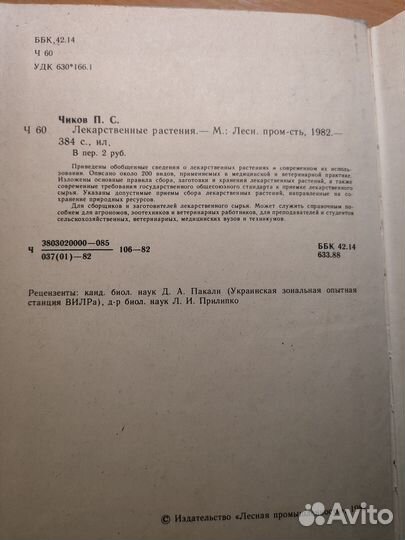 ББК 42.14
Ч 60
УДК 630*166.1
Чиков П. С.
Ч 60 Лекарственные растения.— М.: Лесн. пром-сть, 1982.—
384 с., ил.
В пер. 2 руб.
Приведены обобщенные сведения о лекарственных растениях и современном их исполь-
зовании. Описано около 200 видов, применяемых в медицинской и ветеринарной практике.
Изложены основные правила сбора, заготовки и хранения лекарственных растений, а также
современные требования государственного общесоюзного стандарта к приемке лекарственного
сырья. Указаны допустимые приемы сбора лекарственных растений, направленные на со-
хранение природных ресурсов.
Для сборщиков и заготовителей лекарственного сырья. Может служить справочным по-
собием для агрономов, зоотехников и ветеринарных работников, для преподавателей и студентов
сельскохозяйственных, ветеринарных, медицинских вузов и техникумов.
Ч 3803020000—085 106—82 ББК 42.14
037(01)—82 633.88
Рецензенты: канд. биол. наук Д. А. Пакалн (Украинская зональная опытная
станция ВИЛРа), д-р биол. наук Л. И. Прилипко
© Издательство «Лесная
Avito